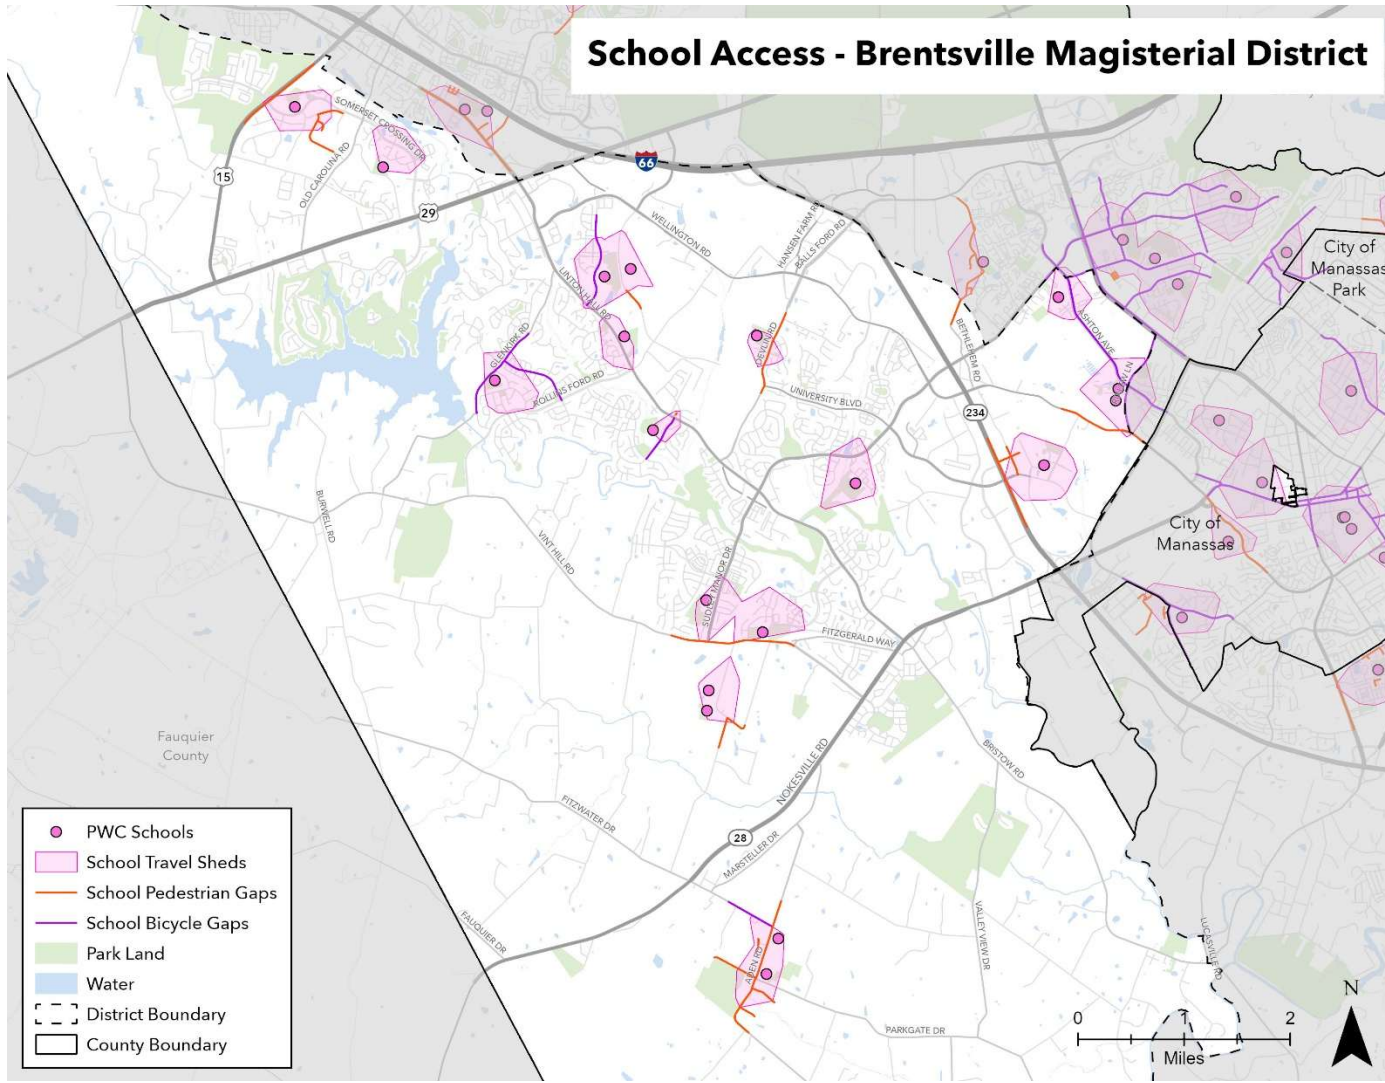 School Access - Brentsville Magisterial District
SOMERSET CROSSING DR
OLD CAROLINA RD
15
29
66
WELLINGTON RD
HANSEN FARM RD
BALLS FORD RD
LINTON HALL RD
GLENKIRK RD
ROLLINS FORD RD
DEVLIN RD
UNIVERSITY BLVD
BETHLEHEM RD
ASHTON AVE
234
City of
Manassas
Park
City of
Manassas
BURWELL RD
VINT HILL RD
SUDLEY MANOR DR
FITZGERALD WAY
Fauquier
County
NOKESVILLE RD
BRISTOW RD
FITZWATER DR
28
MARSTELLER DR
FAUQUIER DR
ADEN RD
VALLEY VIEW DR
LUCASVILLE RD
PARKGATE DR
PWC Schools
School Travel Sheds
School Pedestrian Gaps
School Bicycle Gaps
Park Land
Water
District Boundary
County Boundary
N
0 1 2
Miles